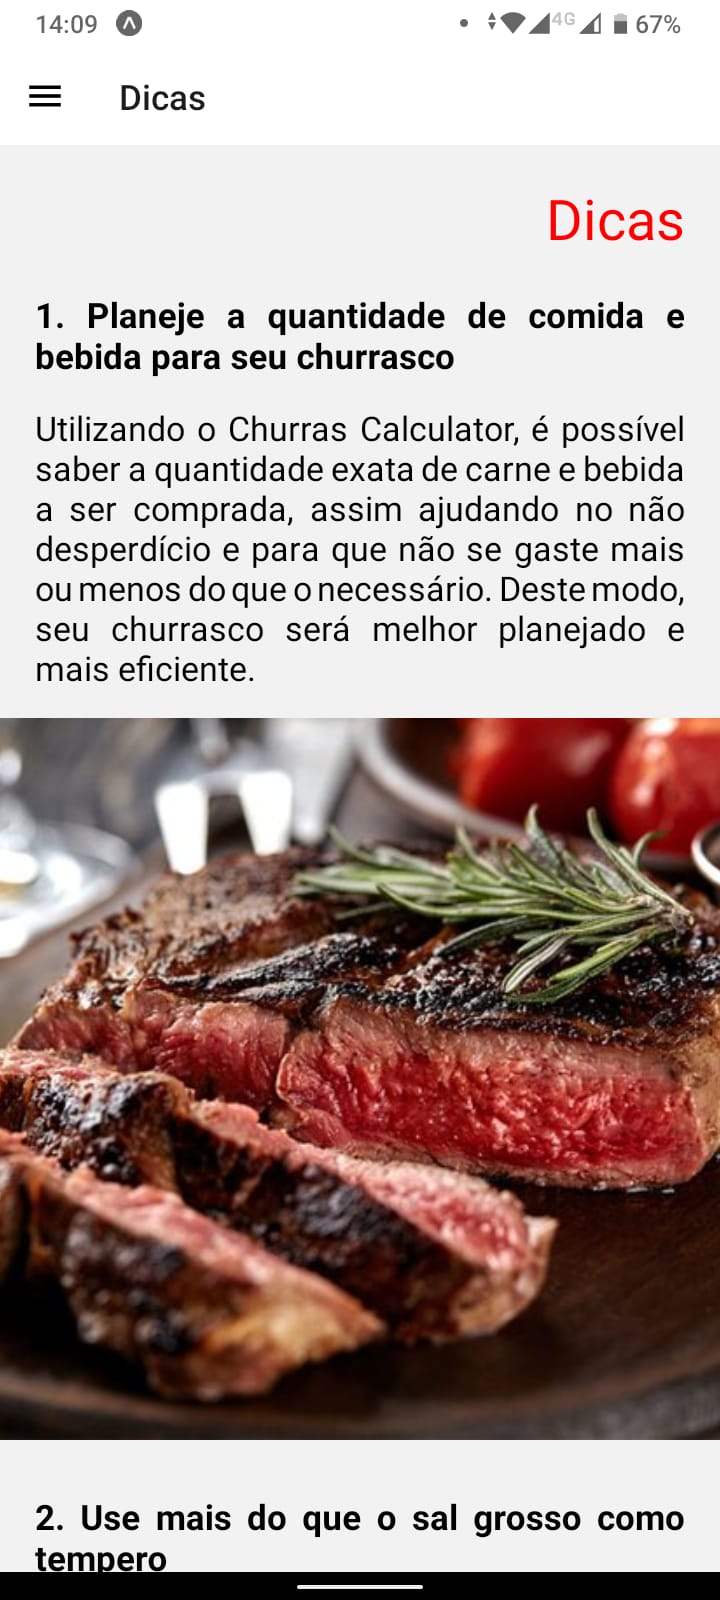 14:09
4G
67%
Dicas
Dicas
1. Planeje a quantidade de comida e
bebida para seu churrasco
Utilizando o Churras Calculator, é possível
saber a quantidade exata de carne e bebida
a ser comprada, assim ajudando no não
desperdício e para que não se gaste mais
ou menos do que o necessário. Deste modo,
seu churrasco será melhor planejado e
mais eficiente.
2. Use mais do que o sal grosso como
tempero